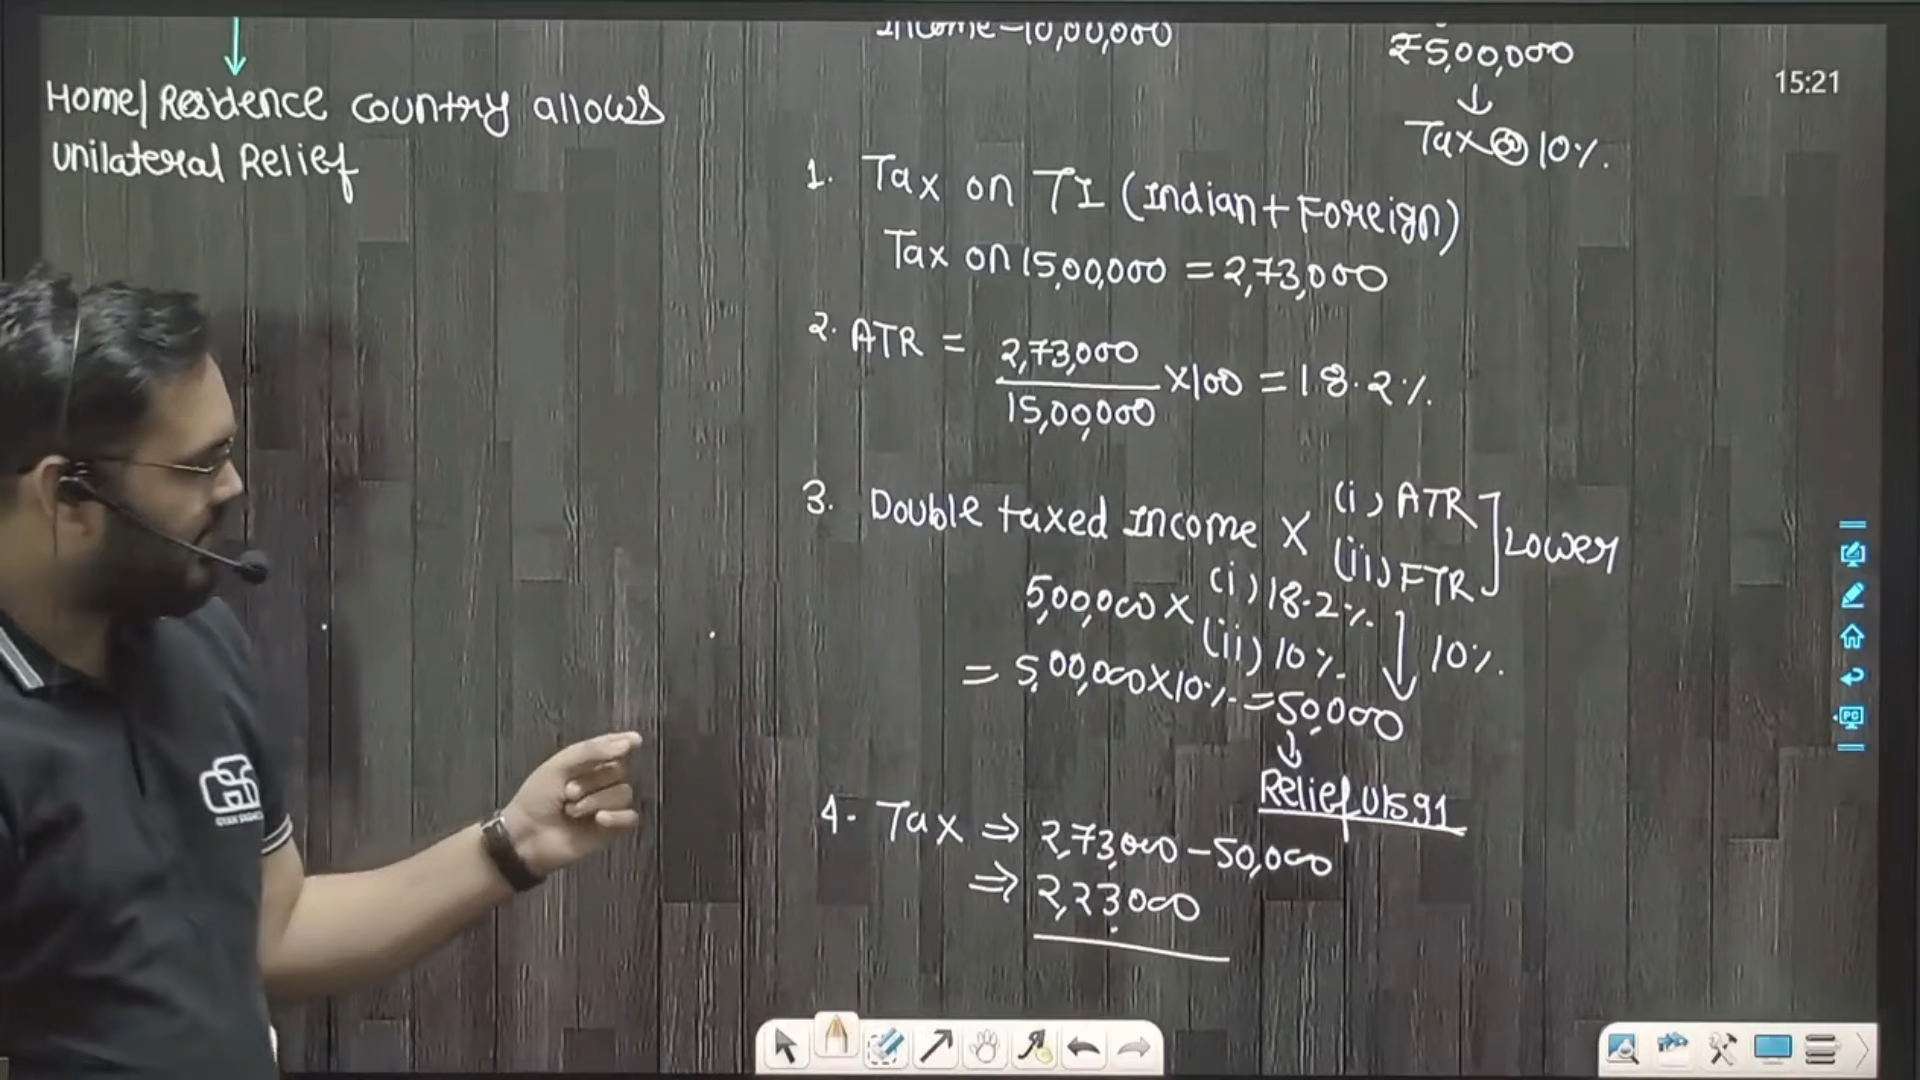 Home/Residence country allows
Unilateral Relief
Income-10,00,000
₹5,00,000
↓
Tax@10%.
15:21
1. Tax on TI (Indian+Foreign)
Tax on 15,00,000 = 2,73,000
2. ATR = 2,73,000
15,00,000
×100 = 18.2%.
3. Double taxed Income × (i) ATR
(ii) FTR
Lower
5,00,000 × (i) 18.2%.
(ii) 10%.
10%.
= 5,00,000×10%. = 50,000
↓
Relief U/S.91
4. Tax ⇒ 2,73,000-50,000
⇒ 2,23,000
PC